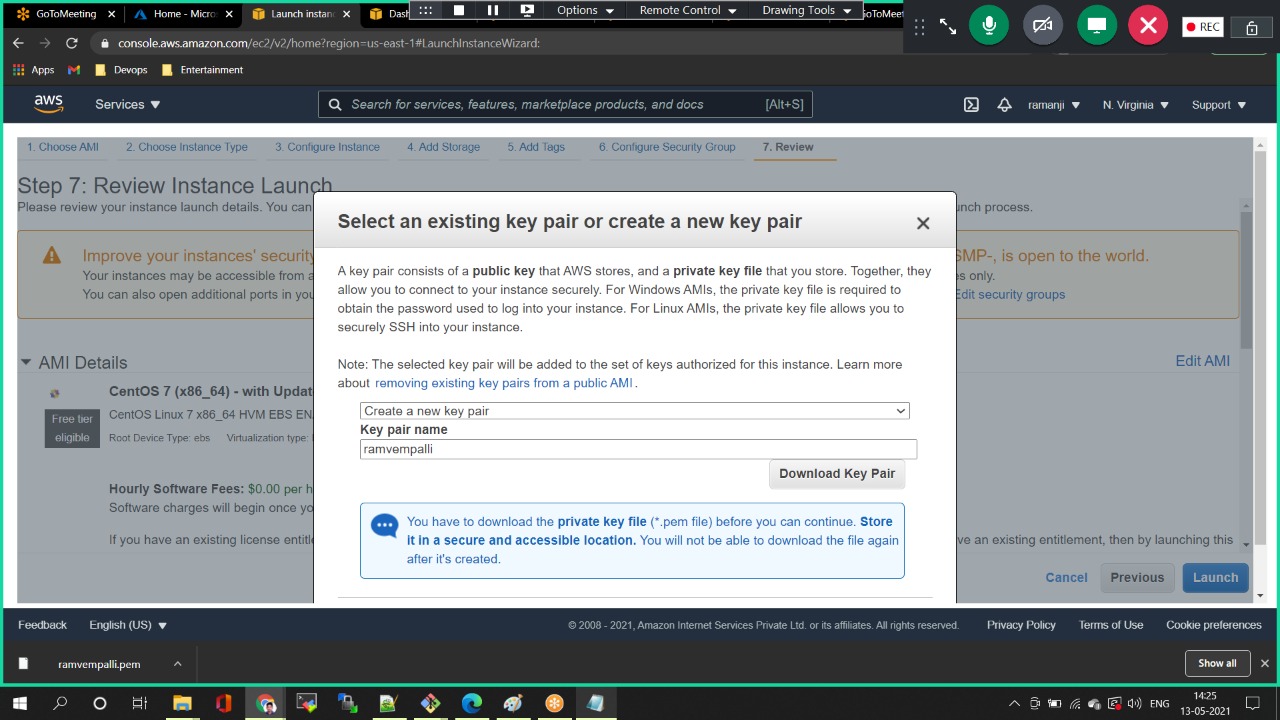 GoToMeeting
Home - Micros
Launch instanc
Dash
Options
Remote Control
Drawing Tools
GoToMeet
REC
console.aws.amazon.com/ec2/v2/home?region=us-east-1#LaunchInstanceWizard:
Apps
Devops
Entertainment
aws
Services
Search for services, features, marketplace products, and docs
[Alt+S]
ramanji
N. Virginia
Support
1. Choose AMI
2. Choose Instance Type
3. Configure Instance
4. Add Storage
5. Add Tags
6. Configure Security Group
7. Review
Step 7: Review Instance Launch
Please review your instance launch details. You can
unch process.
Improve your instances' security
SMP-, is open to the world.
Your instances may be accessible from a
es only.
You can also open additional ports in you
Edit security groups
AMI Details
Edit AMI
CentOS 7 (x86_64) - with Update
Free tier
eligible
CentOS Linux 7 x86_64 HVM EBS EN
Root Device Type: ebs
Virtualization type:
Hourly Software Fees: $0.00 per h
Software charges will begin once yo
If you have an existing license entitle
ve an existing entitlement, then by launching this
Cancel
Previous
Launch
Select an existing key pair or create a new key pair
A key pair consists of a public key that AWS stores, and a private key file that you store. Together, they
allow you to connect to your instance securely. For Windows AMIs, the private key file is required to
obtain the password used to log into your instance. For Linux AMIs, the private key file allows you to
securely SSH into your instance.
Note: The selected key pair will be added to the set of keys authorized for this instance. Learn more
about removing existing key pairs from a public AMI .
Create a new key pair
Key pair name
ramvempalli
Download Key Pair
You have to download the private key file (*.pem file) before you can continue. Store
it in a secure and accessible location. You will not be able to download the file again
after it's created.
Feedback
English (US)
© 2008 - 2021, Amazon Internet Services Private Ltd. or its affiliates. All rights reserved.
Privacy Policy
Terms of Use
Cookie preferences
ramvempalli.pem
Show all
ENG
14:25
13-05-2021